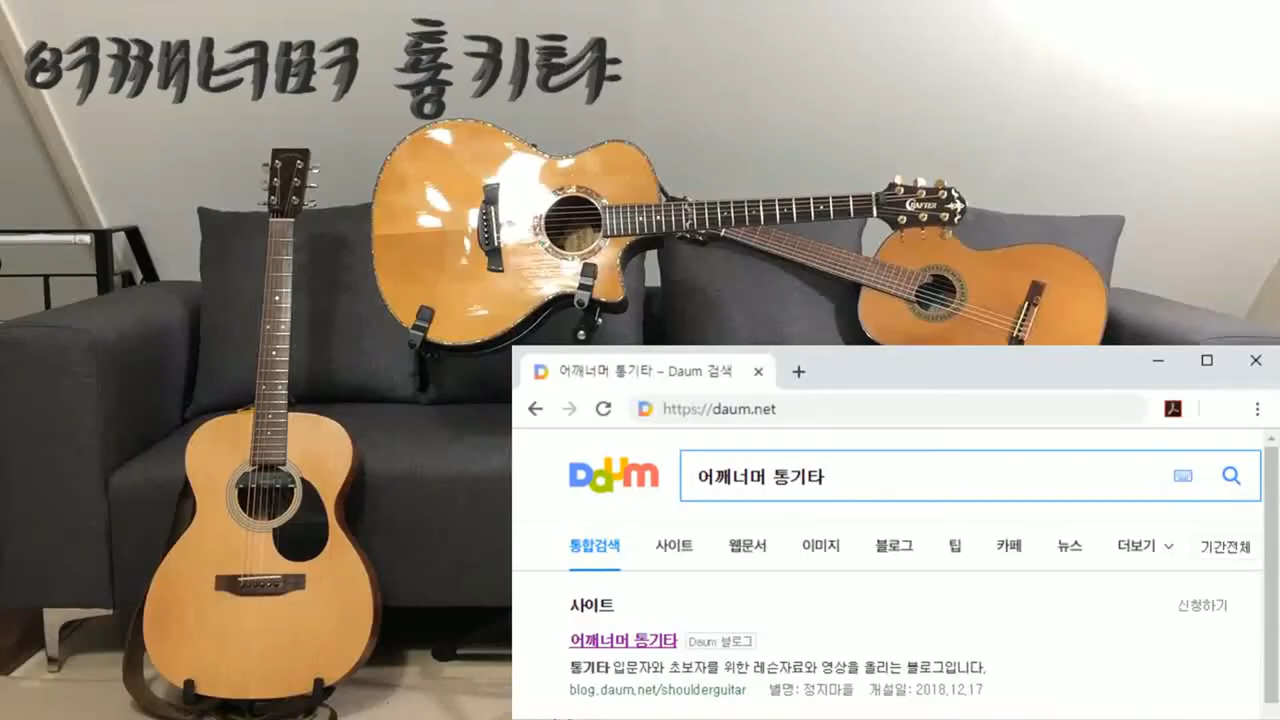 어깨너머 통기타
CRAFTER
어깨너머 통기타 – Daum 검색
https://daum.net
Daum
어깨너머 통기타
통합검색 사이트 웹문서 이미지 블로그 팁 카페 뉴스 더보기 기간전체
사이트 신청하기
어깨너머 통기타 Daum 블로그
통기타 입문자와 초보자를 위한 레슨자료와 영상을 올리는 블로그입니다.
blog.daum.net/shoulderguitar 별명: 정지마을 개설일: 2018.12.17